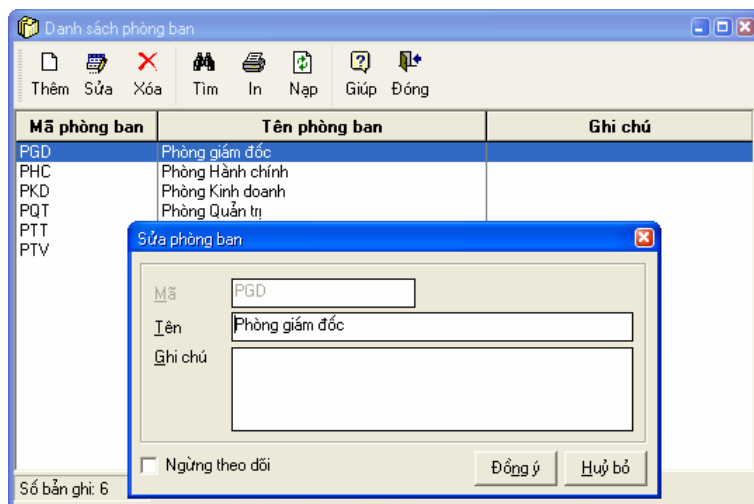 Danh sách phòng ban
Thêm Sửa Xóa Tìm In Nạp Giúp Đóng
Mã phòng ban Tên phòng ban Ghi chú
PGD Phòng giám đốc
PHC Phòng Hành chính
PKD Phòng Kinh doanh
PQT Phòng Quản trị
PTT
PTV
Sửa phòng ban
Mã PGD
Tên Phòng giám đốc
Ghi chú
Ngừng theo dõi Đồng ý Huỷ bỏ
Số bản ghi: 6